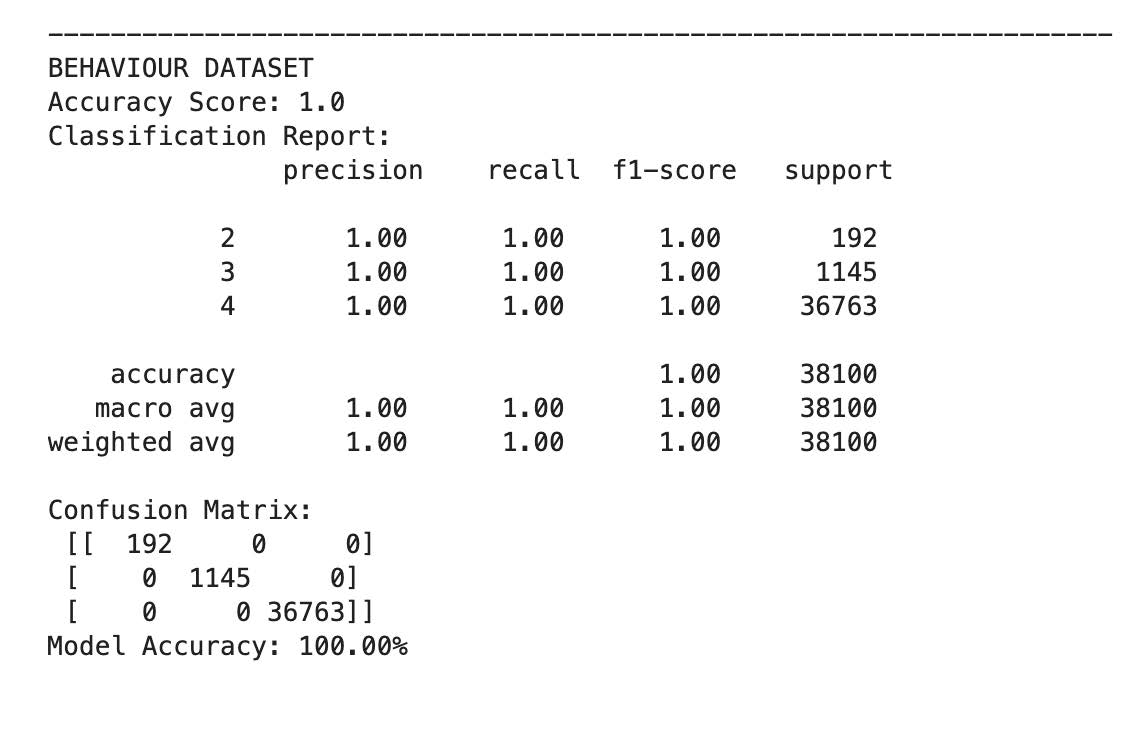 --------------------------------------------------------------------
BEHAVIOUR DATASET
Accuracy Score: 1.0
Classification Report:
               precision    recall  f1-score   support

           2       1.00      1.00      1.00       192
           3       1.00      1.00      1.00      1145
           4       1.00      1.00      1.00     36763

    accuracy                           1.00     38100
   macro avg       1.00      1.00      1.00     38100
weighted avg       1.00      1.00      1.00     38100

Confusion Matrix:
 [[  192     0     0]
 [    0  1145     0]
 [    0     0 36763]]
Model Accuracy: 100.00%